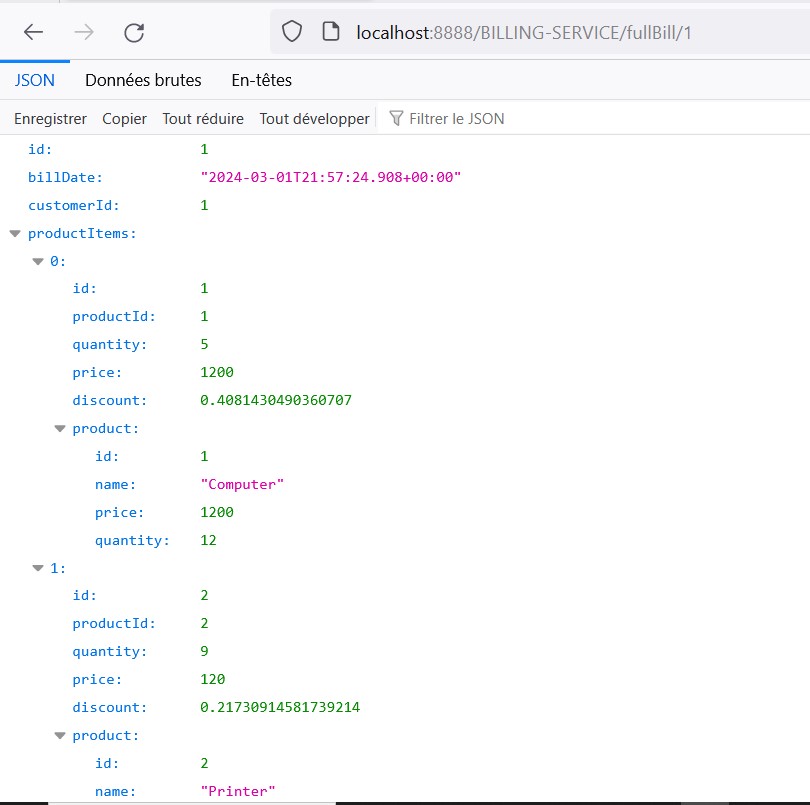 localhost:8888/BILLING-SERVICE/fullBill/1
JSON Données brutes En-têtes
Enregistrer Copier Tout réduire Tout développer Filtrer le JSON
id: 1
billDate: "2024-03-01T21:57:24.908+00:00"
customerId: 1
productItems:
0:
id: 1
productId: 1
quantity: 5
price: 1200
discount: 0.4081430490360707
product:
id: 1
name: "Computer"
price: 1200
quantity: 12
1:
id: 2
productId: 2
quantity: 9
price: 120
discount: 0.21730914581739214
product:
id: 2
name: "Printer"